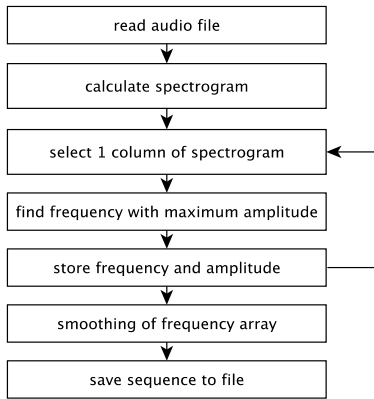 read audio file
calculate spectrogram
select 1 column of spectrogram
find frequency with maximum amplitude
store frequency and amplitude
smoothing of frequency array
save sequence to file